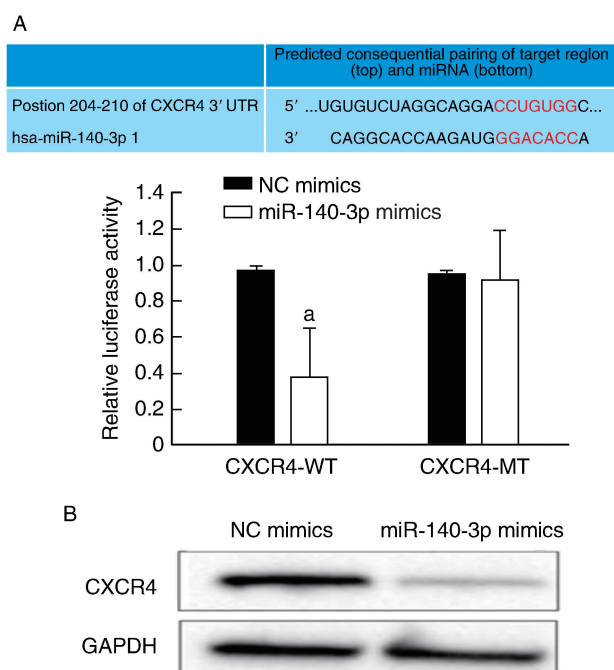 A
Predicted consequential pairing of target region
(top) and miRNA (bottom)
Postion 204-210 of CXCR4 3′ UTR 5′ ...UGUGUCUAGGCAGGACCUGUGGC...
hsa-miR-140-3p 1 3′ CAGGCACCAAGAUGGGACACCA
1.4
1.2
1.0
0.8
0.6
0.4
0.2
0
Relative luciferase activity
NC mimics
miR-140-3p mimics
a
CXCR4-WT CXCR4-MT
B
NC mimics miR-140-3p mimics
CXCR4
GAPDH